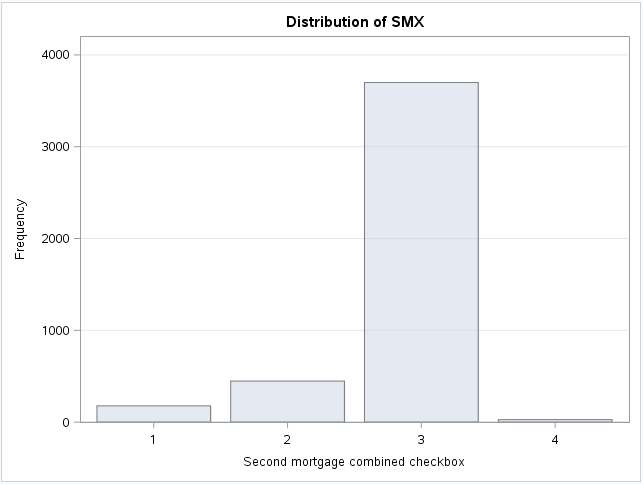 Distribution of SMX
4000
3000
2000
1000
0
Frequency
1 2 3 4
Second mortgage combined checkbox